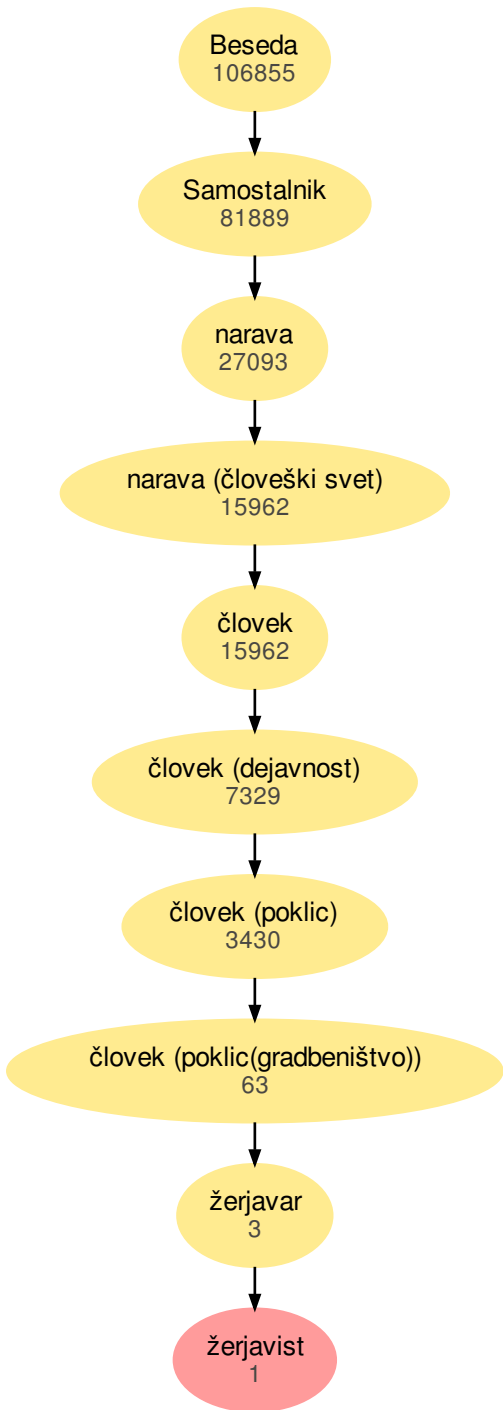 Beseda
106855
Samostalnik
81889
narava
27093
narava (človeški svet)
15962
človek
15962
človek (dejavnost)
7329
človek (poklic)
3430
človek (poklic(gradbeništvo))
63
žerjavar
3
žerjavist
1